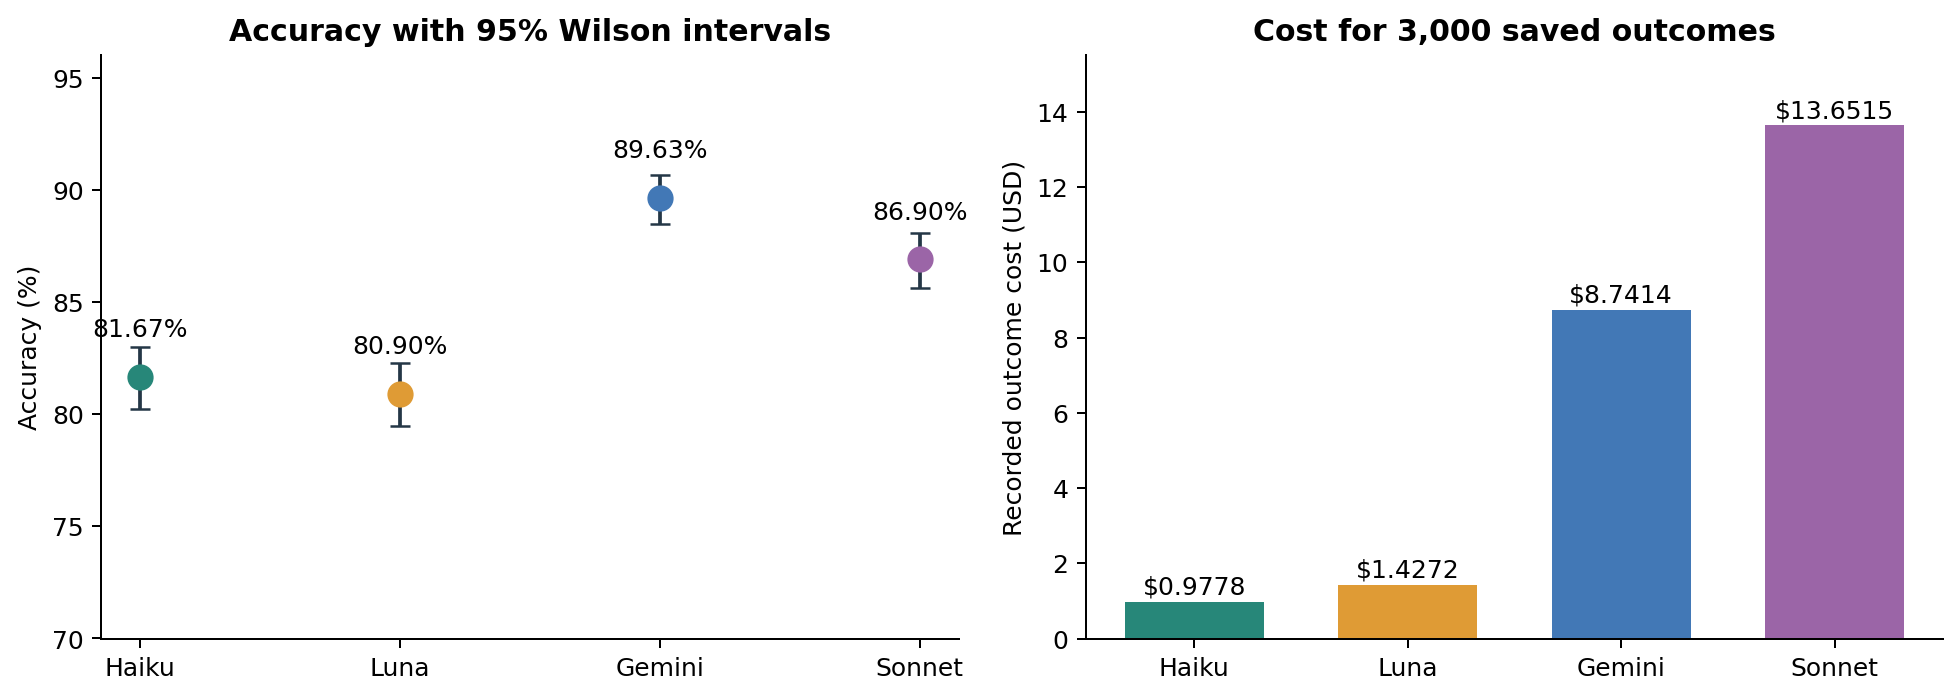 Accuracy with 95% Wilson intervals
Accuracy (%)
95
90
85
80
75
70
81.67%
80.90%
89.63%
86.90%
Haiku
Luna
Gemini
Sonnet
Cost for 3,000 saved outcomes
Recorded outcome cost (USD)
14
12
10
8
6
4
2
0
$0.9778
$1.4272
$8.7414
$13.6515
Haiku
Luna
Gemini
Sonnet